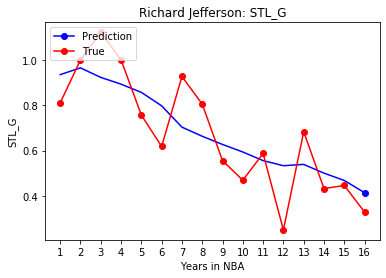 Richard Jefferson: STL_G
Prediction
True
1.0
0.8
0.6
0.4
STL_G
1 2 3 4 5 6 7 8 9 10 11 12 13 14 15 16
Years in NBA